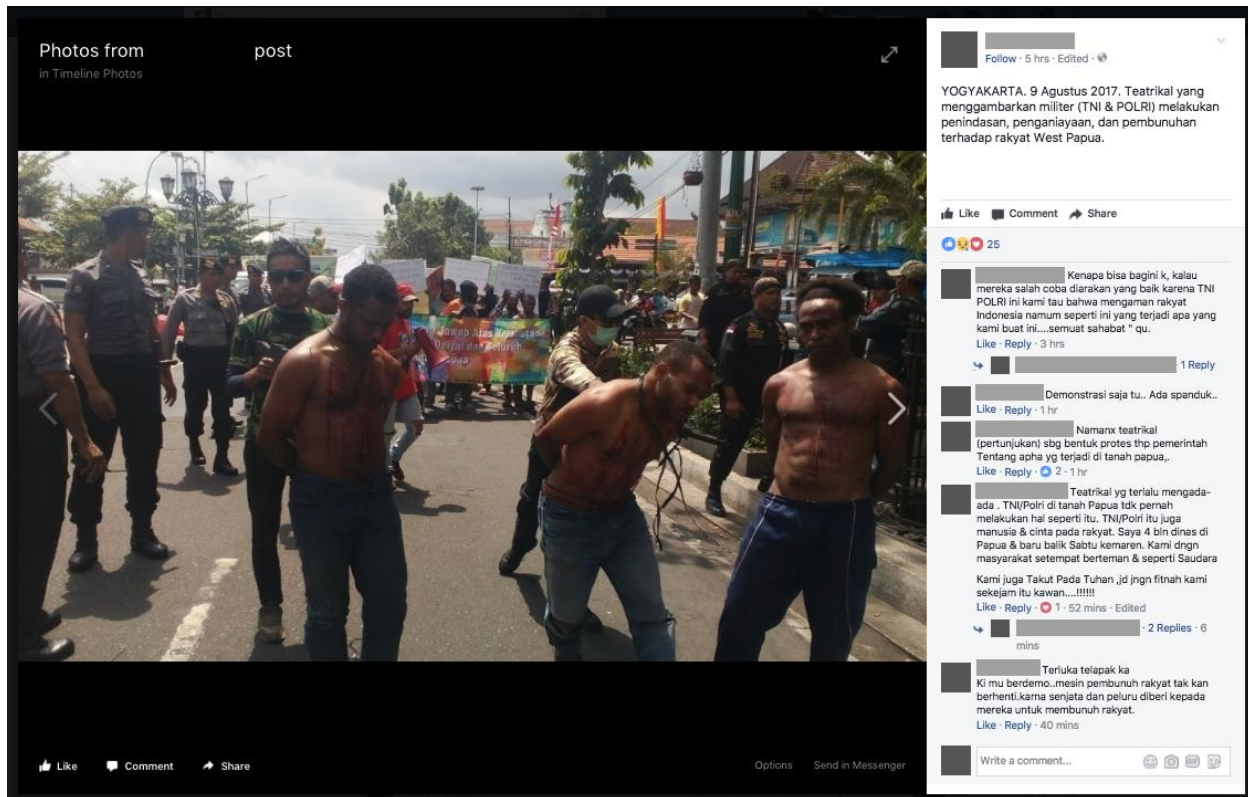 Photos from post
in Timeline Photos
Jawab Atas Kejahatan
Deiyai dan Seluruh
Papua
Like Comment Share
Options Send in Messenger
Follow · 5 hrs · Edited ·
YOGYAKARTA. 9 Agustus 2017. Teatrikal yang
menggambarkan militer (TNI & POLRI) melakukan
penindasan, penganiayaan, dan pembunuhan
terhadap rakyat West Papua.
Like Comment Share
25
Kenapa bisa bagini k, kalau
mereka salah coba diarakan yang baik karena TNI
POLRI ini kami tau bahwa mengaman rakyat
Indonesia namum seperti ini yang terjadi apa yang
kami buat ini....semuat sahabat " qu.
Like · Reply · 3 hrs
1 Reply
Demonstrasi saja tu.. Ada spanduk..
Like · Reply · 1 hr
Namanx teatrikal
(pertunjukan) sbg bentuk protes thp pemerintah
Tentang apha yg terjadi di tanah papua,.
Like · Reply · 2 · 1 hr
Teatrikal yg terlalu mengada-
ada . TNI/Polri di tanah Papua tdk pernah
melakukan hal seperti itu. TNI/Polri itu juga
manusia & cinta pada rakyat. Saya 4 bln dinas di
Papua & baru balik Sabtu kemaren. Kami dngn
masyarakat setempat berteman & seperti Saudara
Kami juga Takut Pada Tuhan ,jd jngn fitnah kami
sekejam itu kawan....!!!!!!
Like · Reply · 1 · 52 mins · Edited
· 2 Replies · 6
mins
Terluka telapak ka
Ki mu berdemo..mesin pembunuh rakyat tak kan
berhenti.karna senjata dan peluru diberi kepada
mereka untuk membunuh rakyat.
Like · Reply · 40 mins
Write a comment...
GIF